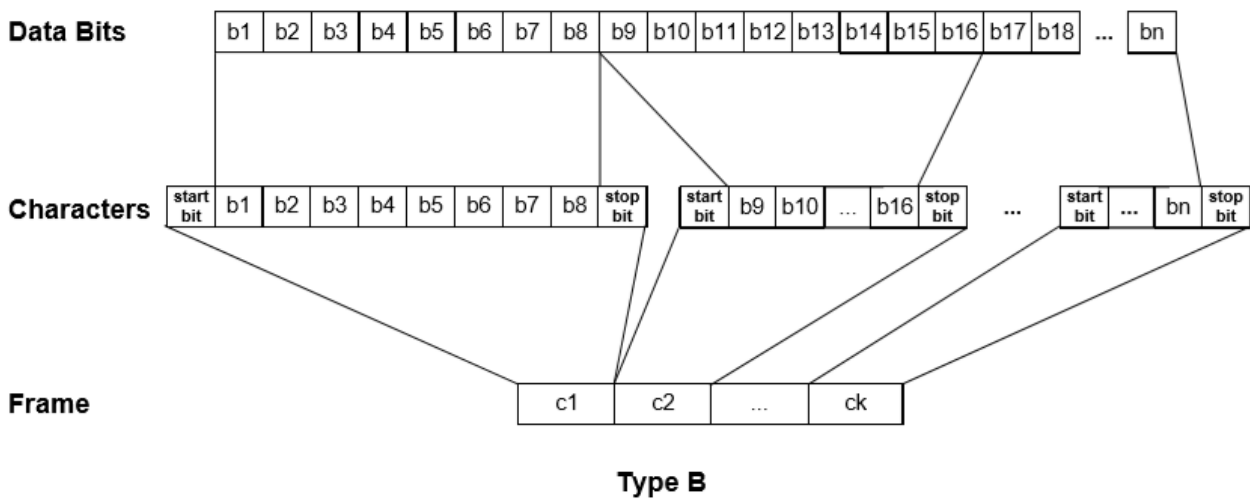 Data Bits b1 b2 b3 b4 b5 b6 b7 b8 b9 b10 b11 b12 b13 b14 b15 b16 b17 b18 ... bn
Characters start bit b1 b2 b3 b4 b5 b6 b7 b8 stop bit start bit b9 b10 ... b16 stop bit ... start bit ... bn stop bit
Frame c1 c2 ... ck
Type B